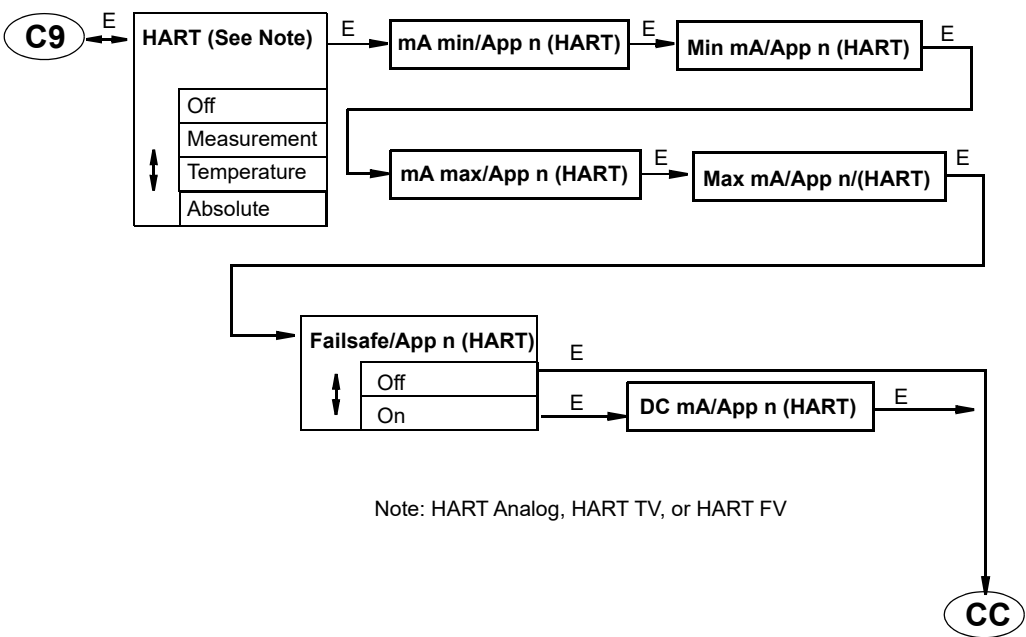 C9
E
HART (See Note)
E
mA min/App n (HART)
E
Min mA/App n (HART)
E
Off
Measurement
Temperature
Absolute
mA max/App n (HART)
E
Max mA/App n/(HART)
E
Failsafe/App n (HART)
E
Off
On
E
DC mA/App n (HART)
E
Note: HART Analog, HART TV, or HART FV
CC